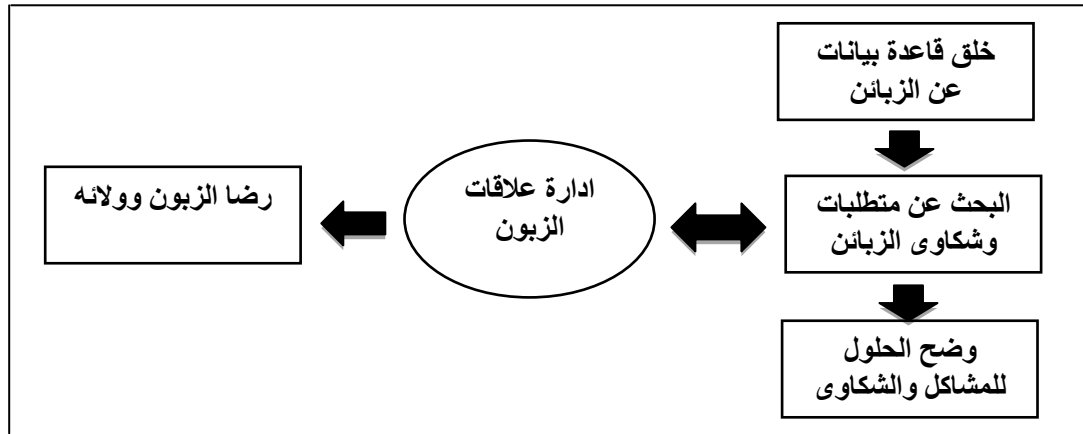 خلق قاعدة بيانات
عن الزبائن
البحث عن متطلبات
وشكاوى الزبائن
وضح الحلول
للمشاكل والشكاوى
ادارة علاقات
الزبون
رضا الزبون وولائه